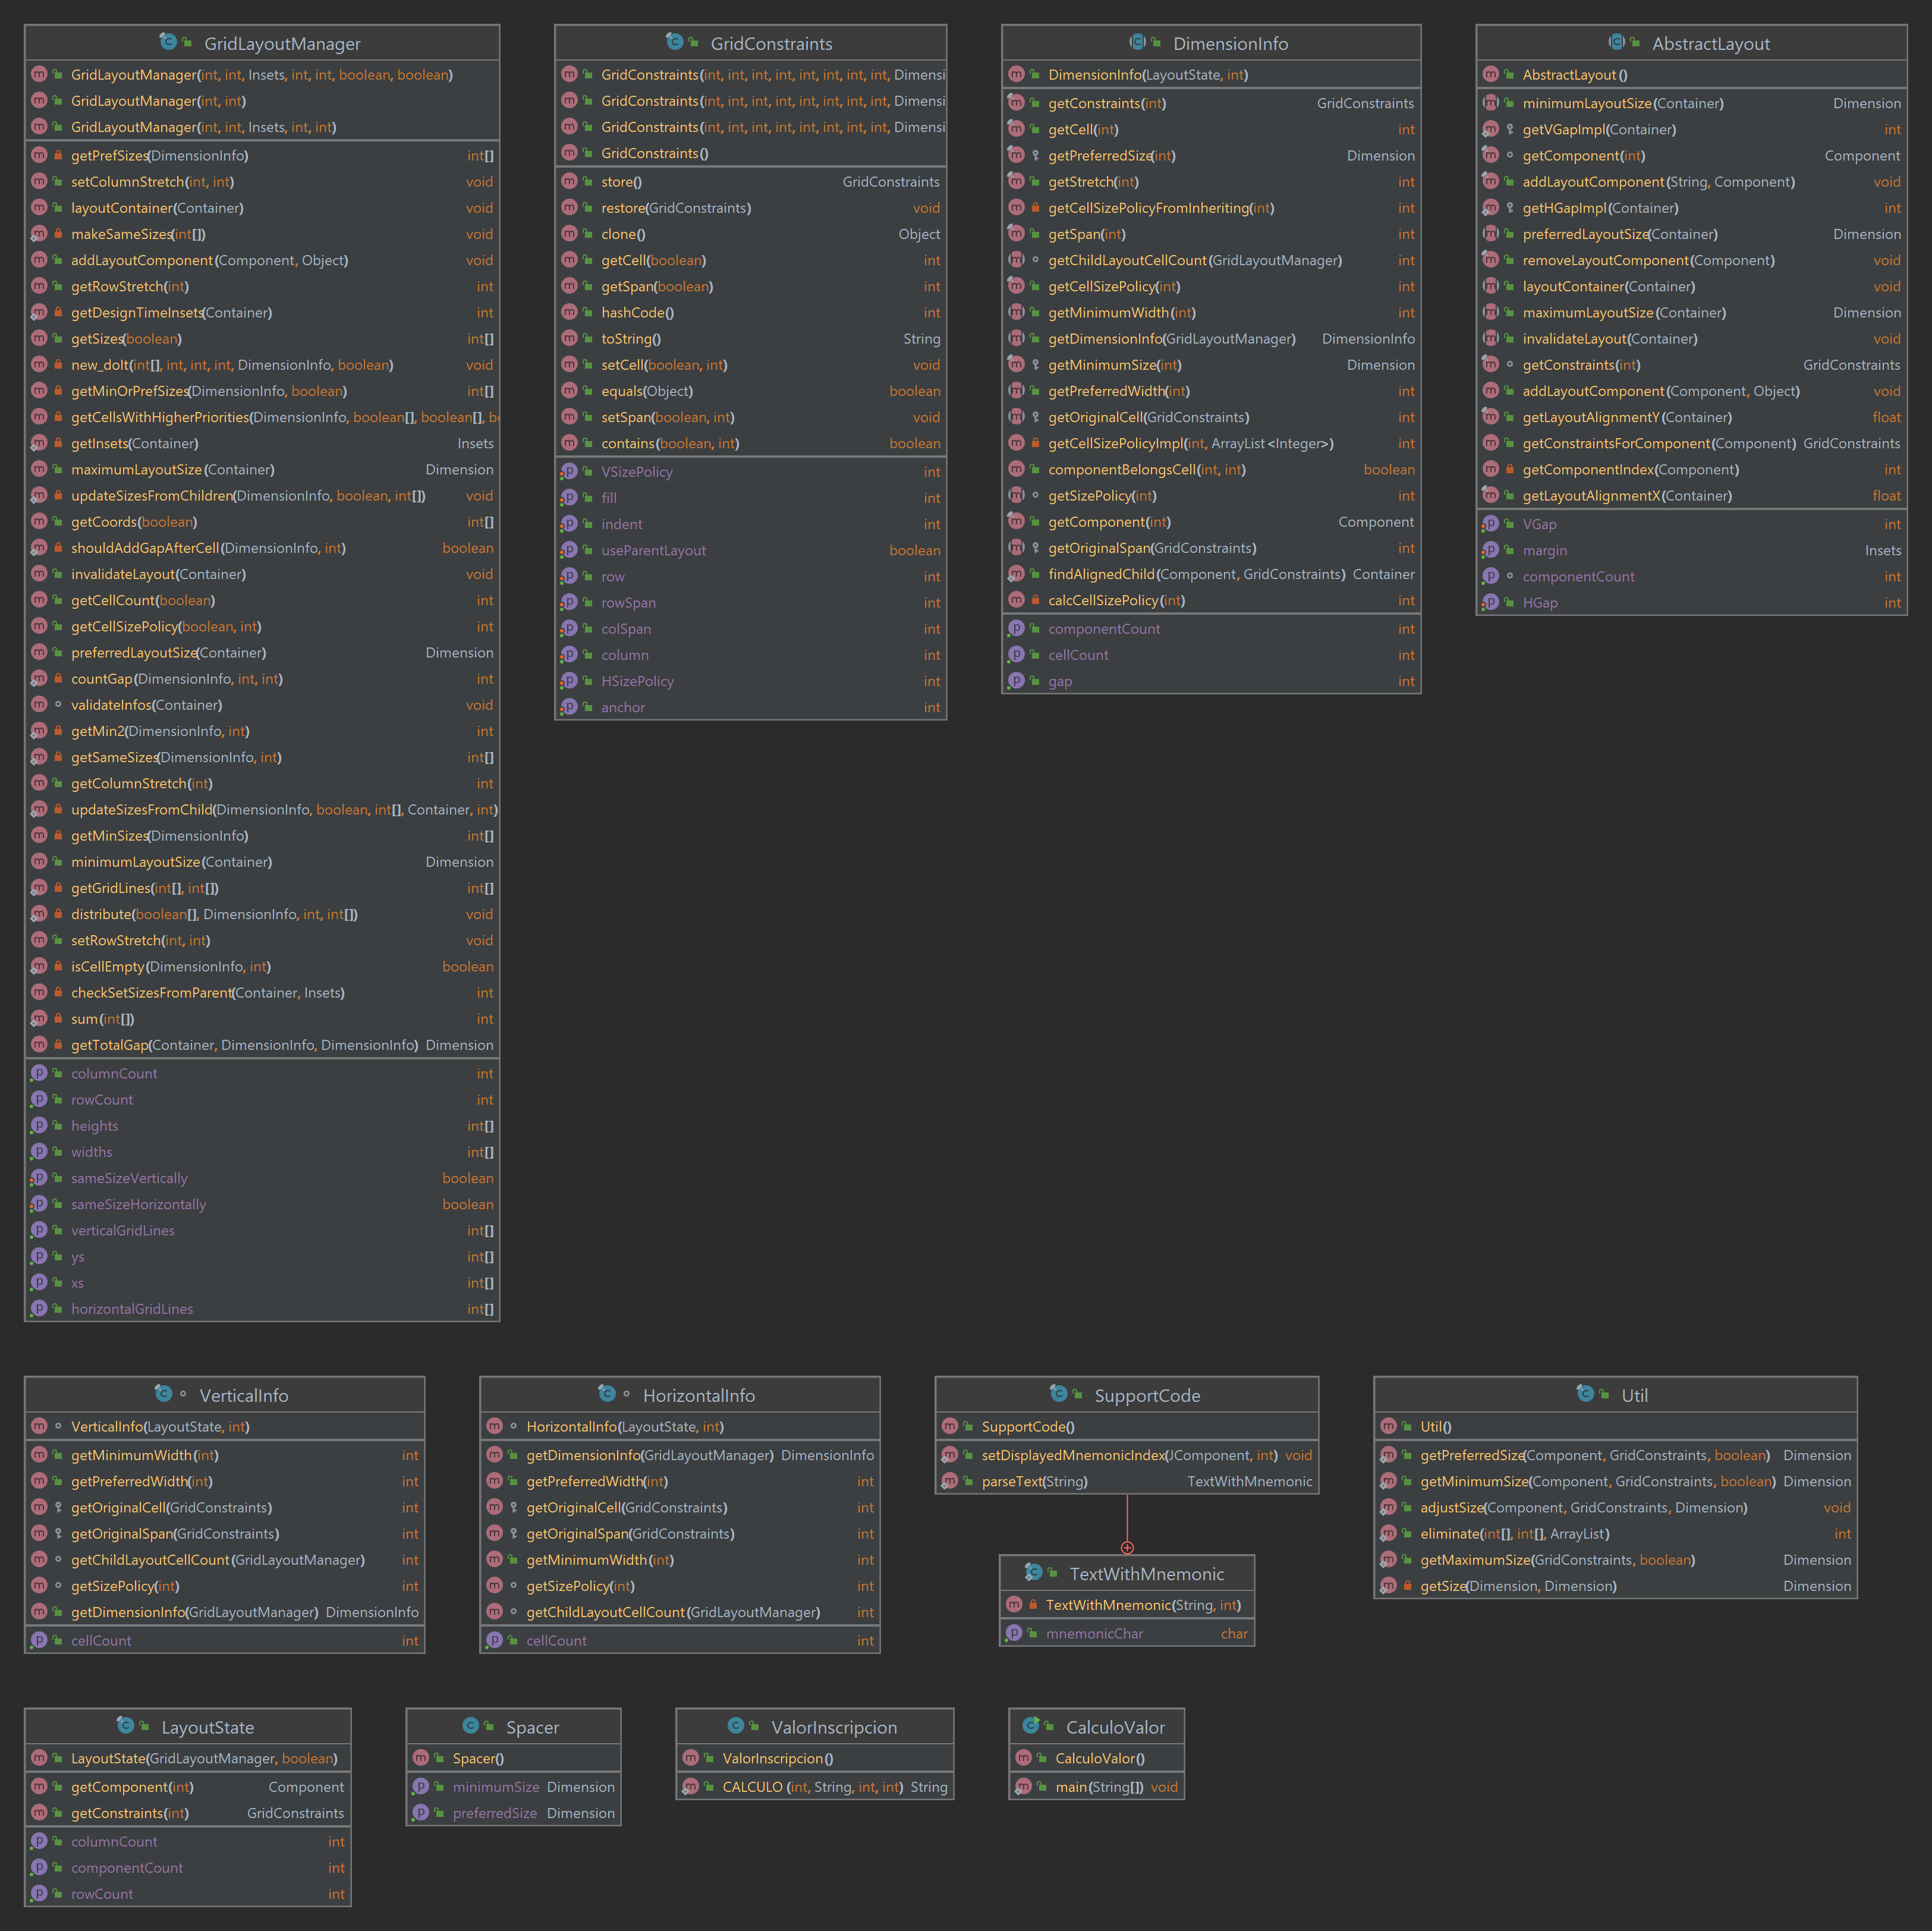 GridLayoutManager
GridLayoutManager(int, int, Insets, int, int, boolean, boolean)
GridLayoutManager(int, int)
GridLayoutManager(int, int, Insets, int, int)
getPrefSizes(DimensionInfo) int[]
setColumnStretch(int, int) void
layoutContainer(Container) void
makeSameSizes(int[]) void
addLayoutComponent(Component, Object) void
getRowStretch(int) int
getDesignTimeInsets(Container) int
getSizes(boolean) int[]
new_doIt(int[], int, int, int, DimensionInfo, boolean) void
getMinOrPrefSizes(DimensionInfo, boolean) int[]
getCellsWithHigherPriorities(DimensionInfo, boolean[], boolean[], b
getInsets(Container) Insets
maximumLayoutSize(Container) Dimension
updateSizesFromChildren(DimensionInfo, boolean, int[]) void
getCoords(boolean) int[]
shouldAddGapAfterCell(DimensionInfo, int) boolean
invalidateLayout(Container) void
getCellCount(boolean) int
getCellSizePolicy(boolean, int) int
preferredLayoutSize(Container) Dimension
countGap(DimensionInfo, int, int) int
validateInfos(Container) void
getMin2(DimensionInfo, int) int
getSameSizes(DimensionInfo, int) int[]
getColumnStretch(int) int
updateSizesFromChild(DimensionInfo, boolean, int[], Container, int)
getMinSizes(DimensionInfo) int[]
minimumLayoutSize(Container) Dimension
getGridLines(int[], int[]) int[]
distribute(boolean[], DimensionInfo, int, int[]) void
setRowStretch(int, int) void
isCellEmpty(DimensionInfo, int) boolean
checkSetSizesFromParent(Container, Insets) int
sum(int[]) int
getTotalGap(Container, DimensionInfo, DimensionInfo) Dimension
columnCount int
rowCount int
heights int[]
widths int[]
sameSizeVertically boolean
sameSizeHorizontally boolean
verticalGridLines int[]
ys int[]
xs int[]
horizontalGridLines int[]
GridConstraints
GridConstraints(int, int, int, int, int, int, int, int, Dimensi
GridConstraints(int, int, int, int, int, int, int, int, Dimensi
GridConstraints(int, int, int, int, int, int, int, int, Dimensi
GridConstraints()
store() GridConstraints
restore(GridConstraints) void
clone() Object
getCell(boolean) int
getSpan(boolean) int
hashCode() int
toString() String
setCell(boolean, int) void
equals(Object) boolean
setSpan(boolean, int) void
contains(boolean, int) boolean
VSizePolicy int
fill int
indent int
useParentLayout boolean
row int
rowSpan int
colSpan int
column int
HSizePolicy int
anchor int
DimensionInfo
DimensionInfo(LayoutState, int)
getConstraints(int) GridConstraints
getCell(int) int
getPreferredSize(int) Dimension
getStretch(int) int
getCellSizePolicyFromInheriting(int) int
getSpan(int) int
getChildLayoutCellCount(GridLayoutManager) int
getCellSizePolicy(int) int
getMinimumWidth(int) int
getDimensionInfo(GridLayoutManager) DimensionInfo
getMinimumSize(int) Dimension
getPreferredWidth(int) int
getOriginalCell(GridConstraints) int
getCellSizePolicyImpl(int, ArrayList<Integer>) int
componentBelongsCell(int, int) boolean
getSizePolicy(int) int
getComponent(int) Component
getOriginalSpan(GridConstraints) int
findAlignedChild(Component, GridConstraints) Container
calcCellSizePolicy(int) int
componentCount int
cellCount int
gap int
AbstractLayout
AbstractLayout()
minimumLayoutSize(Container) Dimension
getVGapImpl(Container) int
getComponent(int) Component
addLayoutComponent(String, Component) void
getHGapImpl(Container) int
preferredLayoutSize(Container) Dimension
removeLayoutComponent(Component) void
layoutContainer(Container) void
maximumLayoutSize(Container) Dimension
invalidateLayout(Container) void
getConstraints(int) GridConstraints
addLayoutComponent(Component, Object) void
getLayoutAlignmentY(Container) float
getConstraintsForComponent(Component) GridConstraints
getComponentIndex(Component) int
getLayoutAlignmentX(Container) float
VGap int
margin Insets
componentCount int
HGap int
VerticalInfo
VerticalInfo(LayoutState, int)
getMinimumWidth(int) int
getPreferredWidth(int) int
getOriginalCell(GridConstraints) int
getOriginalSpan(GridConstraints) int
getChildLayoutCellCount(GridLayoutManager) int
getSizePolicy(int) int
getDimensionInfo(GridLayoutManager) DimensionInfo
cellCount int
HorizontalInfo
HorizontalInfo(LayoutState, int)
getDimensionInfo(GridLayoutManager) DimensionInfo
getPreferredWidth(int) int
getOriginalCell(GridConstraints) int
getOriginalSpan(GridConstraints) int
getMinimumWidth(int) int
getSizePolicy(int) int
getChildLayoutCellCount(GridLayoutManager) int
cellCount int
SupportCode
SupportCode()
setDisplayedMnemonicIndex(JComponent, int) void
parseText(String) TextWithMnemonic
TextWithMnemonic
TextWithMnemonic(String, int)
mnemonicChar char
Util
Util()
getPreferredSize(Component, GridConstraints, boolean) Dimension
getMinimumSize(Component, GridConstraints, boolean) Dimension
adjustSize(Component, GridConstraints, Dimension) void
eliminate(int[], int[], ArrayList) int
getMaximumSize(GridConstraints, boolean) Dimension
getSize(Dimension, Dimension) Dimension
LayoutState
LayoutState(GridLayoutManager, boolean)
getComponent(int) Component
getConstraints(int) GridConstraints
columnCount int
componentCount int
rowCount int
Spacer
Spacer()
minimumSize Dimension
preferredSize Dimension
ValorInscripcion
ValorInscripcion()
CALCULO (int, String, int, int) String
CalculoValor
CalculoValor()
main(String[]) void